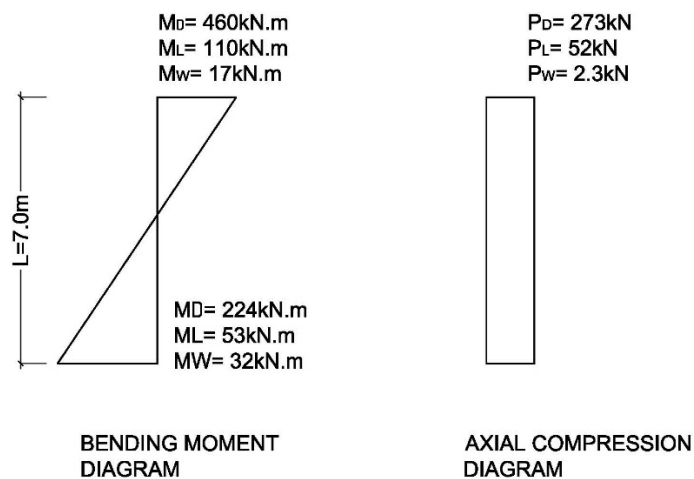 MD= 460kN.m
ML= 110kN.m
Mw= 17kN.m
PD= 273kN
PL= 52kN
Pw= 2.3kN
L=7.0m
MD= 224kN.m
ML= 53kN.m
MW= 32kN.m
BENDING MOMENT
DIAGRAM
AXIAL COMPRESSION
DIAGRAM